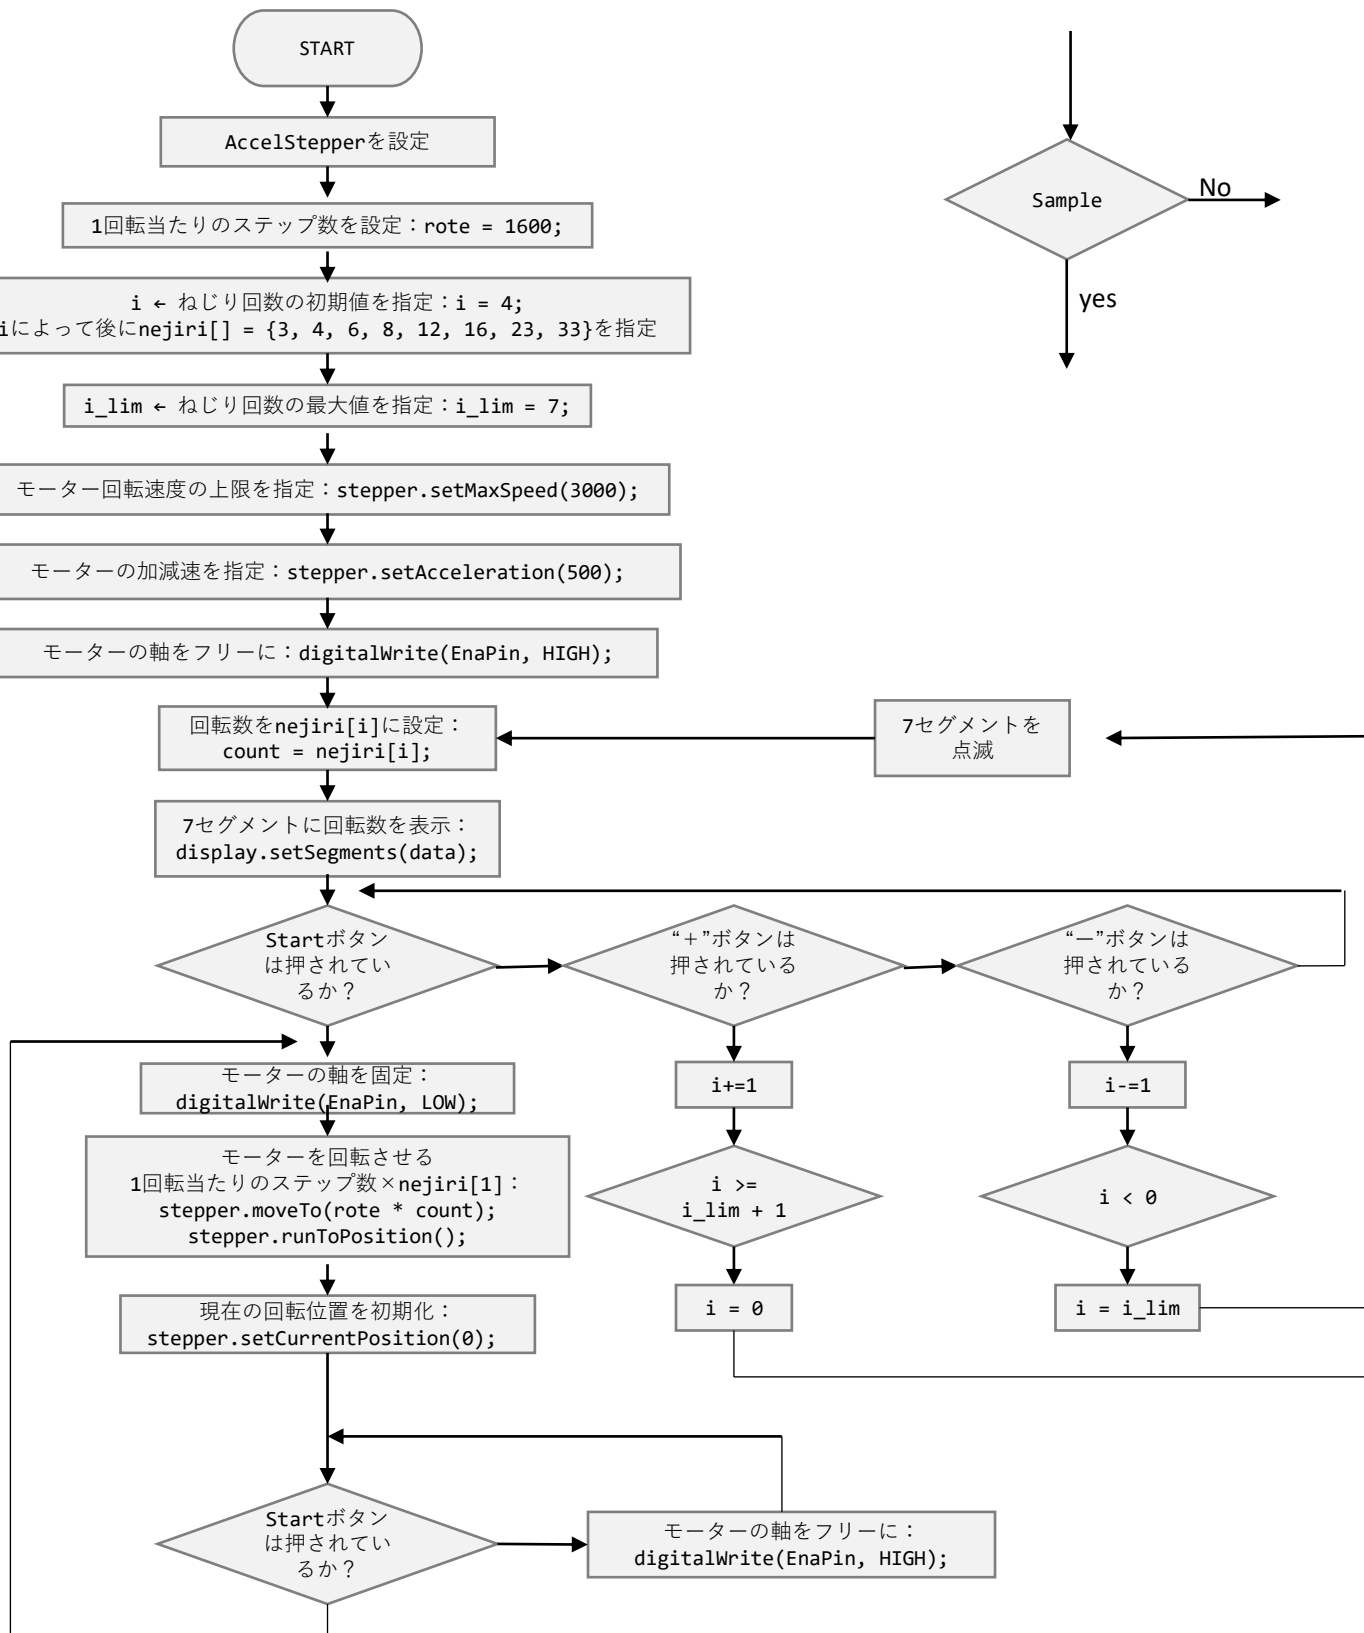 START
AccelStepperを設定
1回転当たりのステップ数を設定：rote = 1600;
i ← ねじり回数の初期値を指定：i = 4;
iによって後にnejiri[] = {3, 4, 6, 8, 12, 16, 23, 33}を指定
i_lim ← ねじり回数の最大値を指定：i_lim = 7;
モーター回転速度の上限を指定：stepper.setMaxSpeed(3000);
モーターの加減速を指定：stepper.setAcceleration(500);
モーターの軸をフリーに：digitalWrite(EnaPin, HIGH);
回転数をnejiri[i]に設定：
count = nejiri[i];
7セグメントに回転数を表示：
display.setSegments(data);
Startボタン
は押されてい
るか？
モーターの軸を固定：
digitalWrite(EnaPin, LOW);
モーターを回転させる
1回転当たりのステップ数×nejiri[1]：
stepper.moveTo(rote * count);
stepper.runToPosition();
現在の回転位置を初期化：
stepper.setCurrentPosition(0);
Startボタン
は押されてい
るか？
モーターの軸をフリーに：
digitalWrite(EnaPin, HIGH);
“＋”ボタンは
押されている
か？
i+=1
i >=
i_lim + 1
i = 0
“ー”ボタンは
押されている
か？
i-=1
i < 0
i = i_lim
7セグメントを
点滅
Sample
No
yes